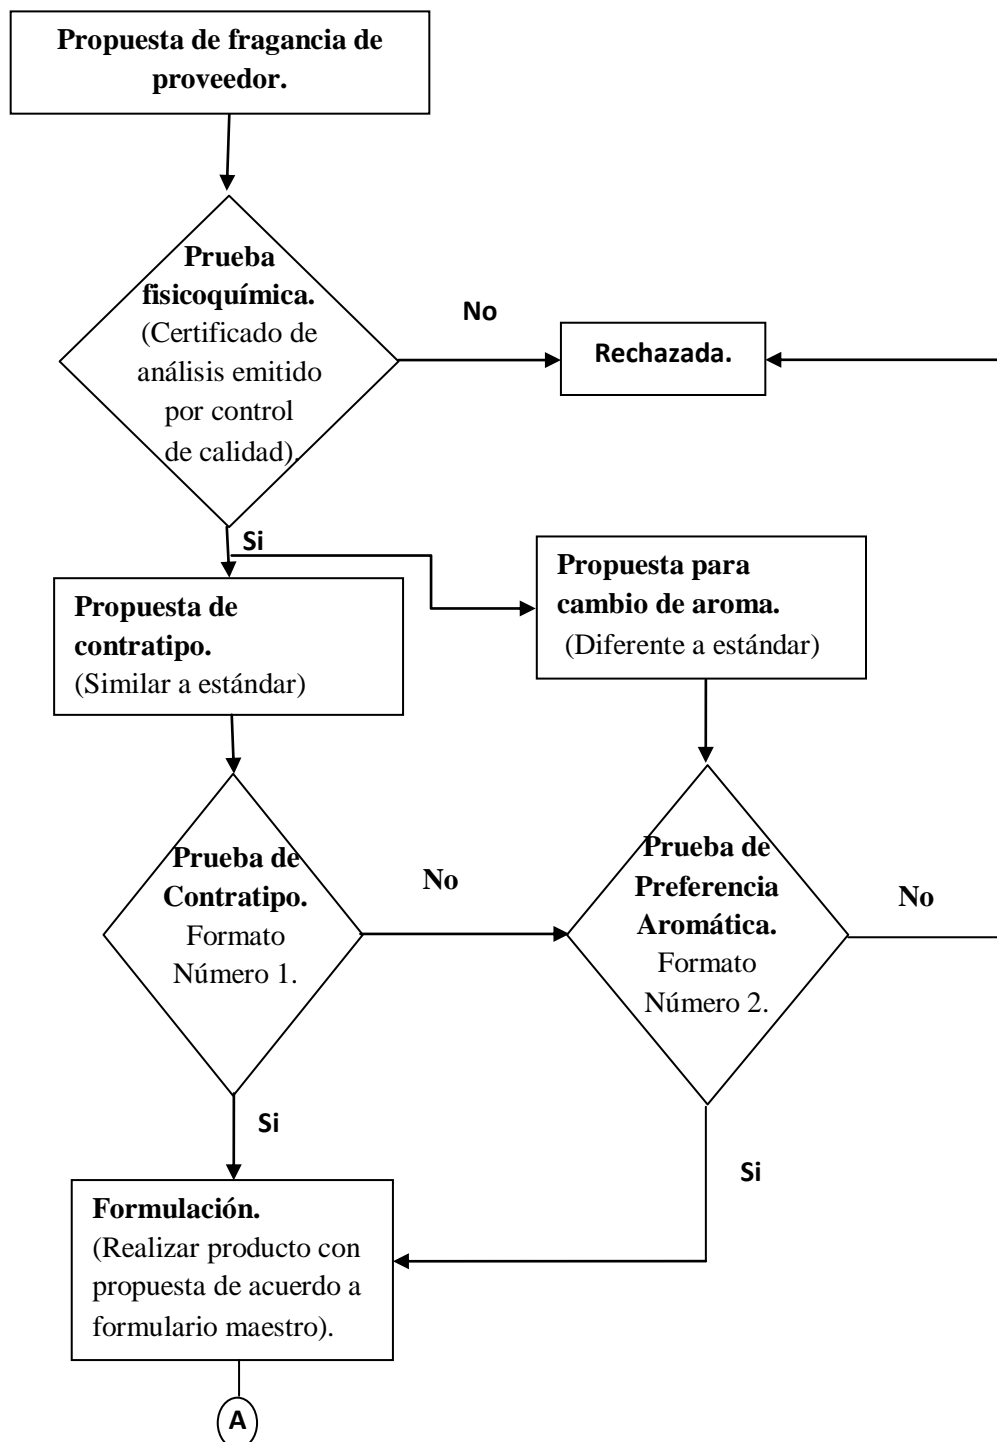 Propuesta de fragancia de
proveedor.
Prueba
fisicoquímica.
(Certificado de
análisis emitido
por control
de calidad).
No
Rechazada.
Si
Propuesta de
contratipo.
(Similar a estándar)
Propuesta para
cambio de aroma.
(Diferente a estándar)
Prueba de
Contratipo.
Formato
Número 1.
No
Prueba de
Preferencia
Aromática.
Formato
Número 2.
No
Si
Si
Formulación.
(Realizar producto con
propuesta de acuerdo a
formulario maestro).
A